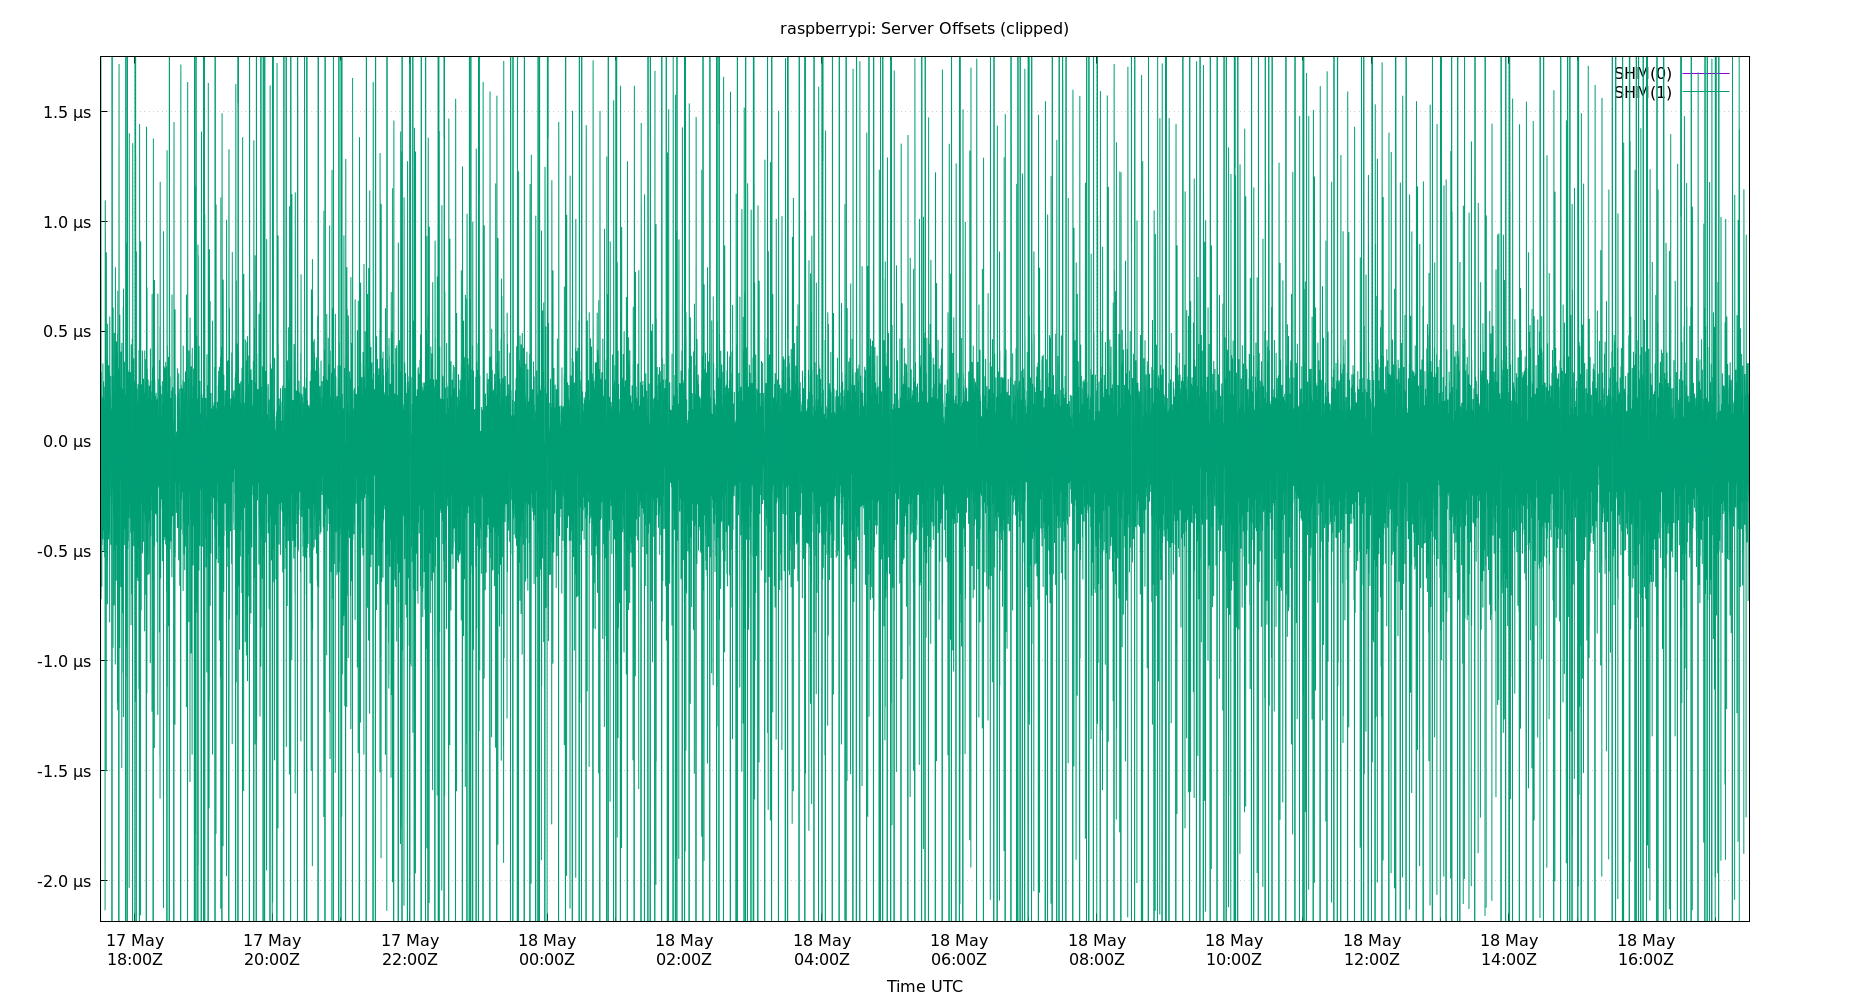 raspberrypi: Server Offsets (clipped)
SHM(0)
SHM(1)
1.5 µs
1.0 µs
0.5 µs
0.0 µs
-0.5 µs
-1.0 µs
-1.5 µs
-2.0 µs
17 May 17 May 17 May 18 May 18 May 18 May 18 May 18 May 18 May 18 May 18 May 18 May
18:00Z 20:00Z 22:00Z 00:00Z 02:00Z 04:00Z 06:00Z 08:00Z 10:00Z 12:00Z 14:00Z 16:00Z
Time UTC